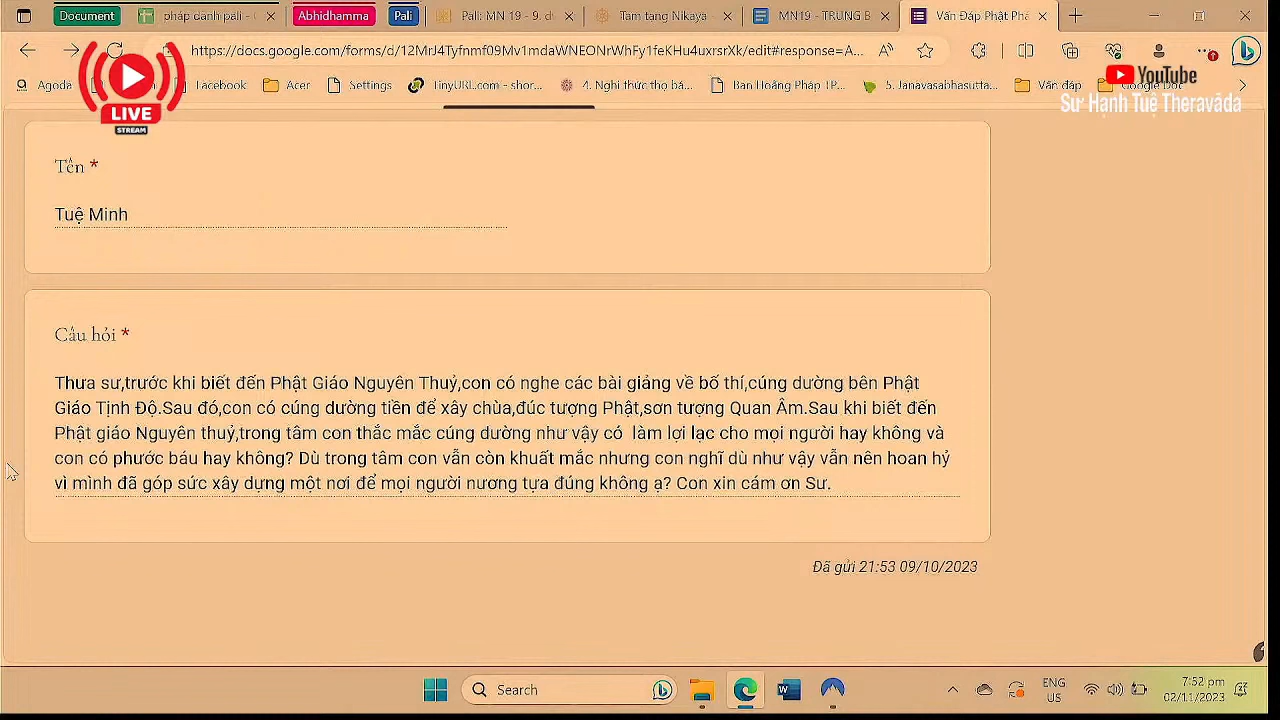 Document pháp danh pali - Abhidhamma Pali Pali: MN 19 - 9. d Tam tạng Nikaya MN19 - TRUNG B Vấn Đáp Phật Ph
https://docs.google.com/forms/d/12MrJ4Tyfnmf09Mv1mdaWNEONrWhFy1feKHu4uxrsrXk/edit#response=A...
Agoda Facebook Acer Settings TinyURL.com - shor... 4. Nghi thức thọ bá... Ban Hoằng Pháp TP... 5. Janavasabhasutta... Vấn đáp Google Dot
LIVE
STREAM
YouTube
Sư Hạnh Tuệ Theravāda
Tên *
Tuệ Minh
Câu hỏi *
Thưa sư,trước khi biết đến Phật Giáo Nguyên Thuỷ,con có nghe các bài giảng về bố thí,cúng dường bên Phật
Giáo Tịnh Độ.Sau đó,con có cúng dường tiền để xây chùa,đúc tượng Phật,sơn tượng Quan Âm.Sau khi biết đến
Phật giáo Nguyên thuỷ,trong tâm con thắc mắc cúng dường như vậy có làm lợi lạc cho mọi người hay không và
con có phước báu hay không? Dù trong tâm con vẫn còn khuất mắc nhưng con nghĩ dù như vậy vẫn nên hoan hỷ
vì mình đã góp sức xây dựng một nơi để mọi người nương tựa đúng không ạ? Con xin cám ơn Sư.
Đã gửi 21:53 09/10/2023
Search
ENG
US
7:52 pm
02/11/2023